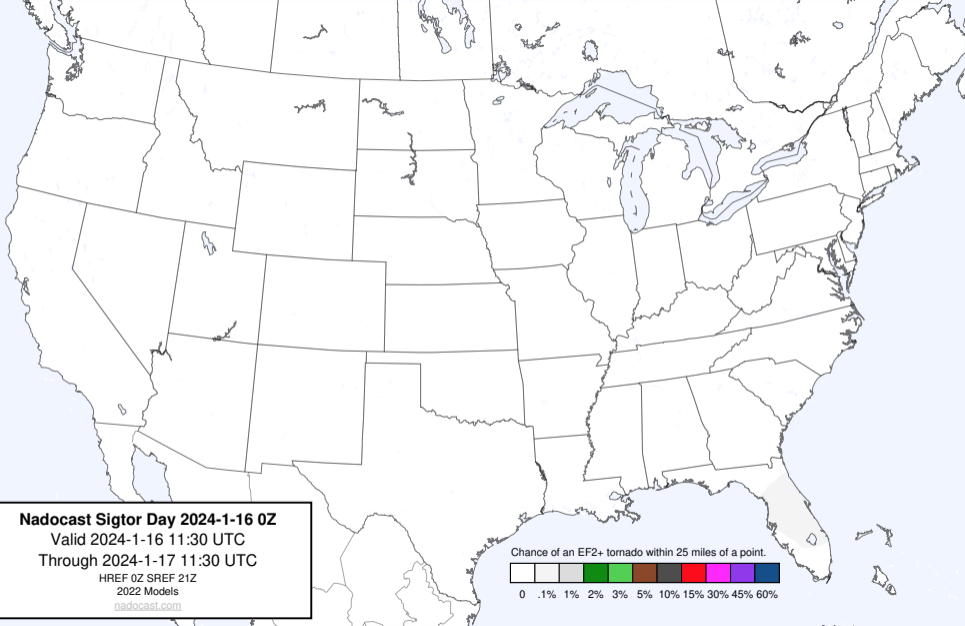 Nadocast Sigtor Day 2024-1-16 0Z
Valid 2024-1-16 11:30 UTC
Through 2024-1-17 11:30 UTC
HREF 0Z SREF 21Z
2022 Models
nadocast.com
Chance of an EF2+ tornado within 25 miles of a point.
0 .1% 1% 2% 3% 5% 10% 15% 30% 45% 60%